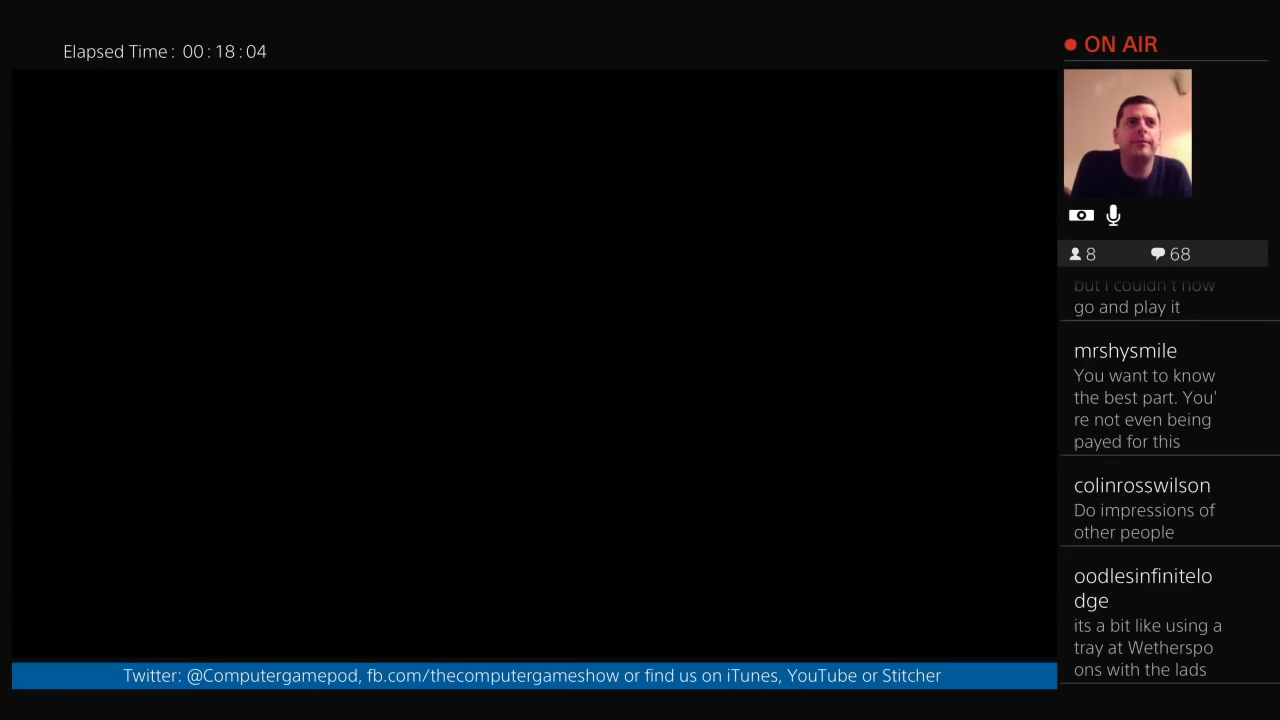 Elapsed Time: 00:18:04
ON AIR
8 68
but I couldn't now
go and play it
mrshysmile
You want to know
the best part. You'
re not even being
payed for this
colinrosswilson
Do impressions of
other people
oodlesinfinitelo
dge
its a bit like using a
tray at Wetherspo
ons with the lads
Twitter: @Computergamepod, fb.com/thecomputergameshow or find us on iTunes, YouTube or Stitcher